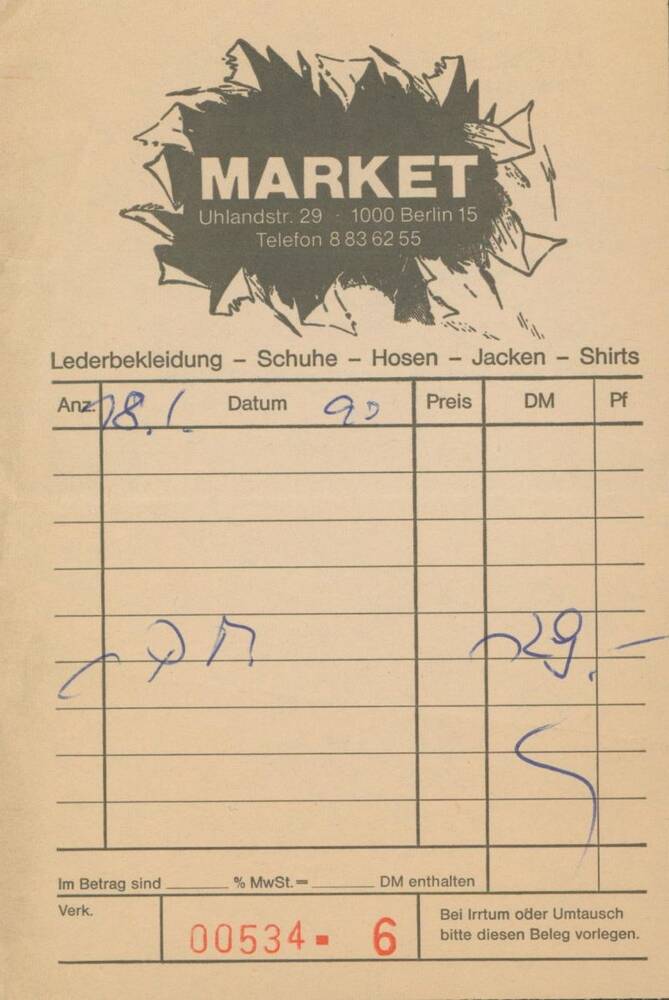 MARKET
Uhlandstr. 29 · 1000 Berlin 15
Telefon 8 83 62 55
Lederbekleidung – Schuhe – Hosen – Jacken – Shirts
Anz. Datum Preis DM Pf
18.1. 90
29.-
Im Betrag sind ______ % MwSt.= ______ DM enthalten
Verk.
00534- 6
Bei Irrtum oder Umtausch
bitte diesen Beleg vorlegen.